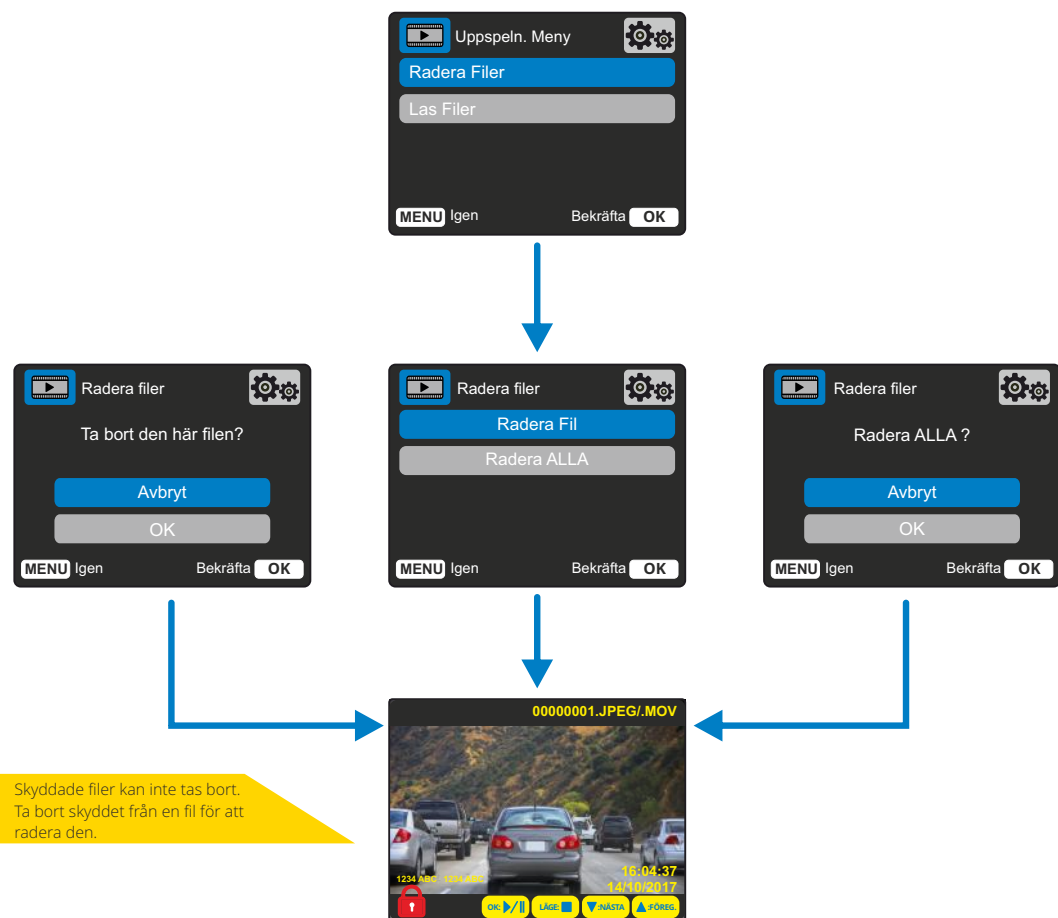 Uppspeln. Meny
Radera Filer
Las Filer
MENU Igen Bekräfta OK
Radera filer
Ta bort den här filen?
Avbryt
OK
MENU Igen Bekräfta OK
Radera filer
Radera Fil
Radera ALLA
MENU Igen Bekräfta OK
Radera filer
Radera ALLA ?
Avbryt
OK
MENU Igen Bekräfta OK
00000001.JPEG/.MOV
16:04:37
1234 ABC 1234 ABC
14/10/2017
OK: LÄGE: :NÄSTA :FÖREG.
Skyddade filer kan inte tas bort.
Ta bort skyddet från en fil för att
radera den.